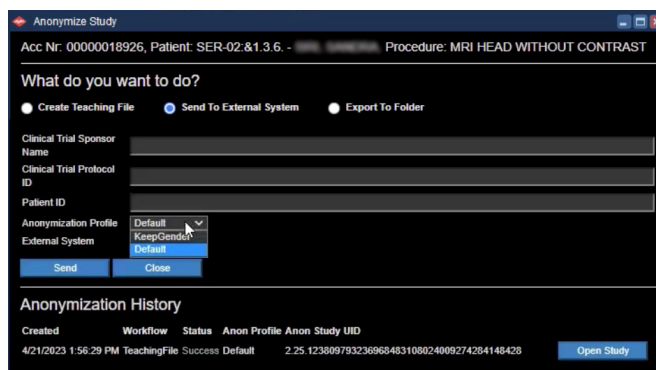 Anonymize Study
Acc Nr: 00000018926, Patient: SER-02:&1.3.6. - Procedure: MRI HEAD WITHOUT CONTRAST
What do you want to do?
Create Teaching File Send To External System Export To Folder
Clinical Trial Sponsor
Name
Clinical Trial Protocol
ID
Patient ID
Anonymization Profile Default
KeepGender
External System
Default
Send Close
Anonymization History
Created Workflow Status Anon Profile Anon Study UID
4/21/2023 1:56:29 PM TeachingFile Success Default 2.25.123809793236968483108024009274284148428 Open Study